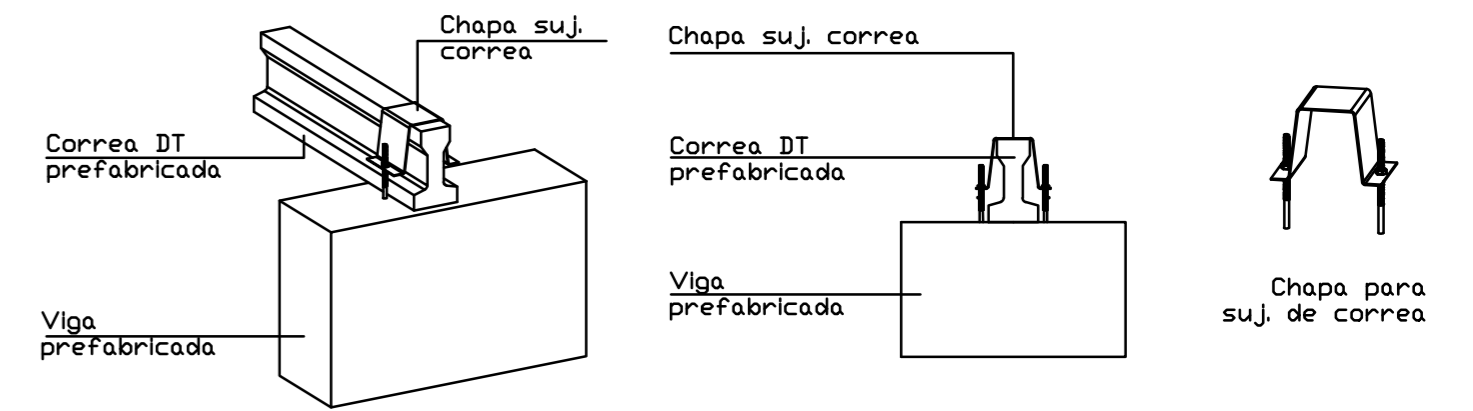 Chapa suj.
correa
Correa DT
prefabricada
Viga
prefabricada
Chapa suj. correa
Correa DT
prefabricada
Viga
prefabricada
Chapa para
suj. de correa